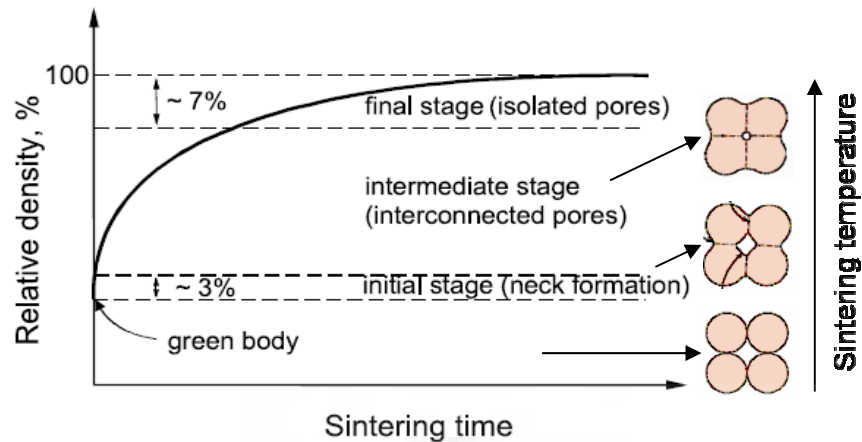 Relative density, %
100
~ 7%
final stage (isolated pores)
intermediate stage
(interconnected pores)
~ 3%
initial stage (neck formation)
green body
Sintering time
Sintering temperature